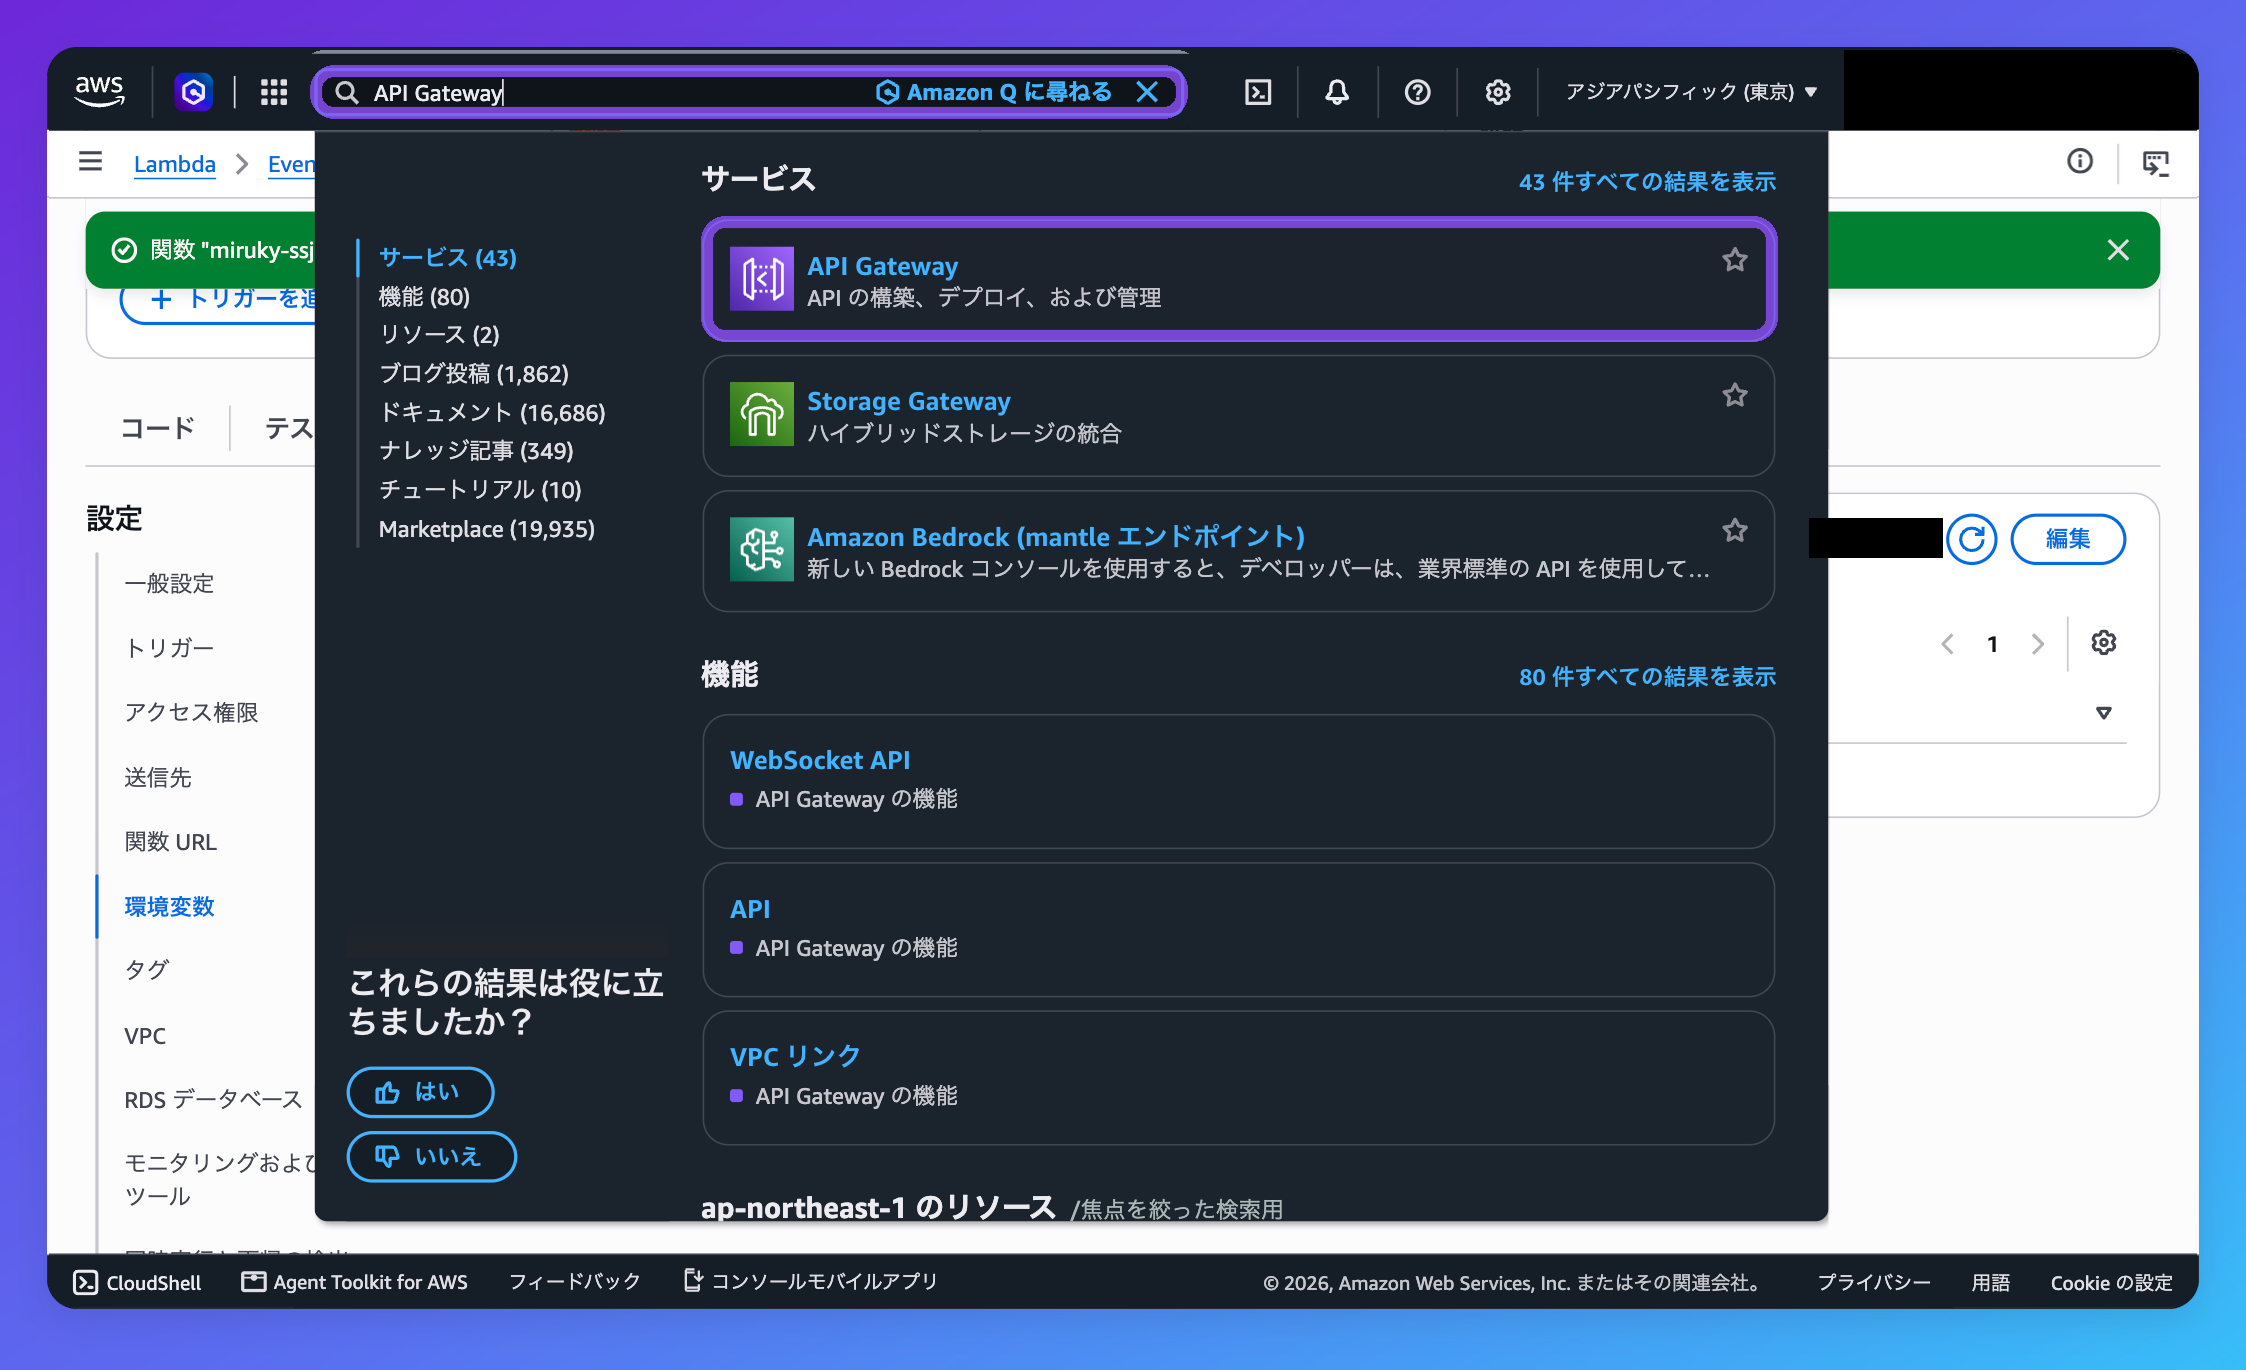 aws
API Gateway
Amazon Q に尋ねる
アジアパシフィック (東京) ▼
Lambda
Even
関数 "miruky-ssj
トリガーを追
コード
テス
設定
一般設定
トリガー
アクセス権限
送信先
関数 URL
環境変数
タグ
VPC
RDS データベース
モニタリングおよび
ツール
サービス (43)
機能 (80)
リソース (2)
ブログ投稿 (1,862)
ドキュメント (16,686)
ナレッジ記事 (349)
チュートリアル (10)
Marketplace (19,935)
これらの結果は役に立
ちましたか？
はい
いいえ
サービス
43 件すべての結果を表示
API Gateway
API の構築、デプロイ、および管理
Storage Gateway
ハイブリッドストレージの統合
Amazon Bedrock (mantle エンドポイント)
新しい Bedrock コンソールを使用すると、デベロッパーは、業界標準の API を使用して...
機能
80 件すべての結果を表示
WebSocket API
API Gateway の機能
API
API Gateway の機能
VPC リンク
API Gateway の機能
ap-northeast-1 のリソース /焦点を絞った検索用
編集
1
CloudShell
Agent Toolkit for AWS
フィードバック
コンソールモバイルアプリ
© 2026, Amazon Web Services, Inc. またはその関連会社。
プライバシー
用語
Cookie の設定